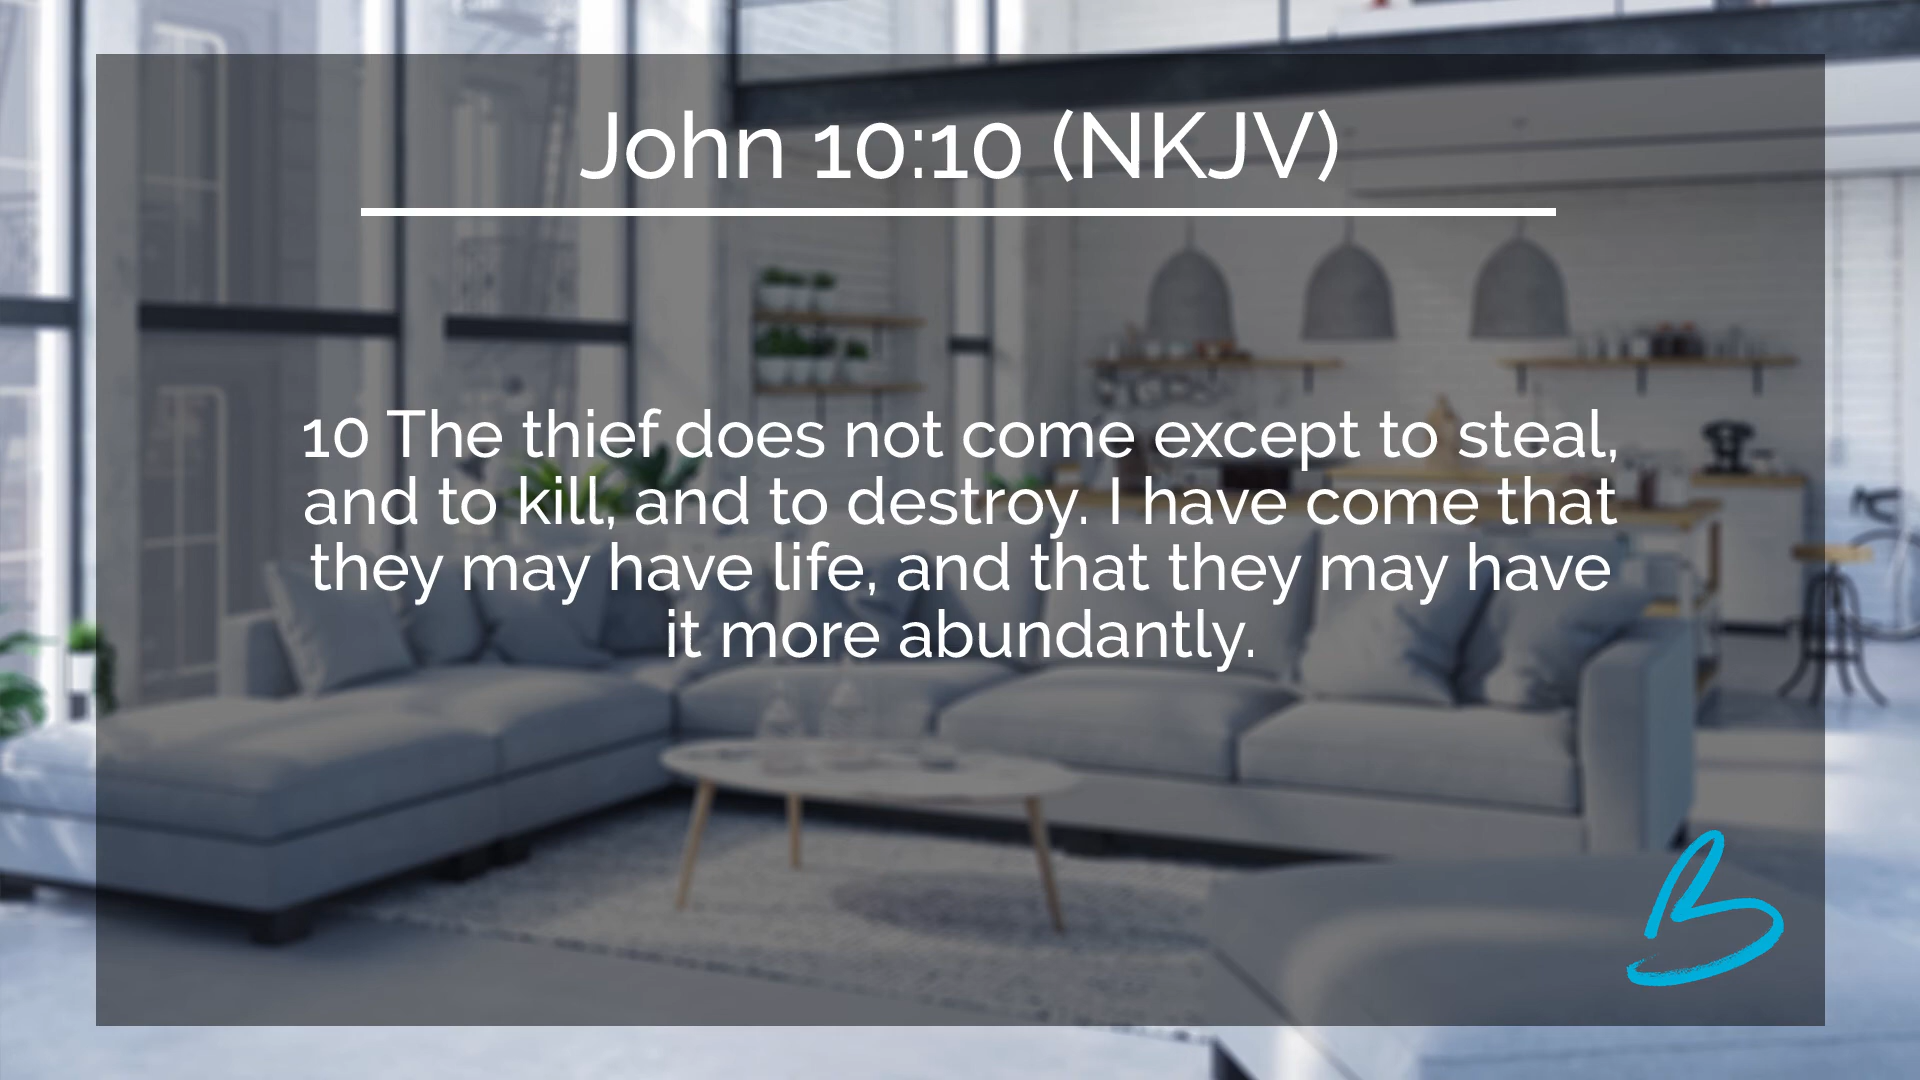 John 10:10 (NKJV)
10 The thief does not come except to steal,
and to kill, and to destroy. I have come that
they may have life, and that they may have
it more abundantly.
B